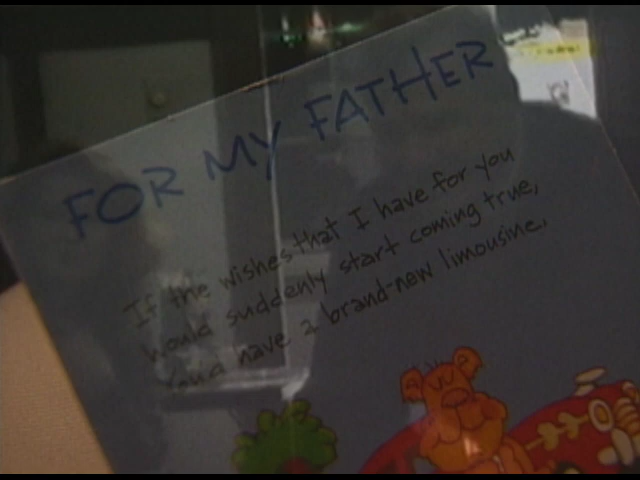 FOR MY FATHER
If the wishes that I have for you
would suddenly start coming true,
You'd have a brand-new limousine,